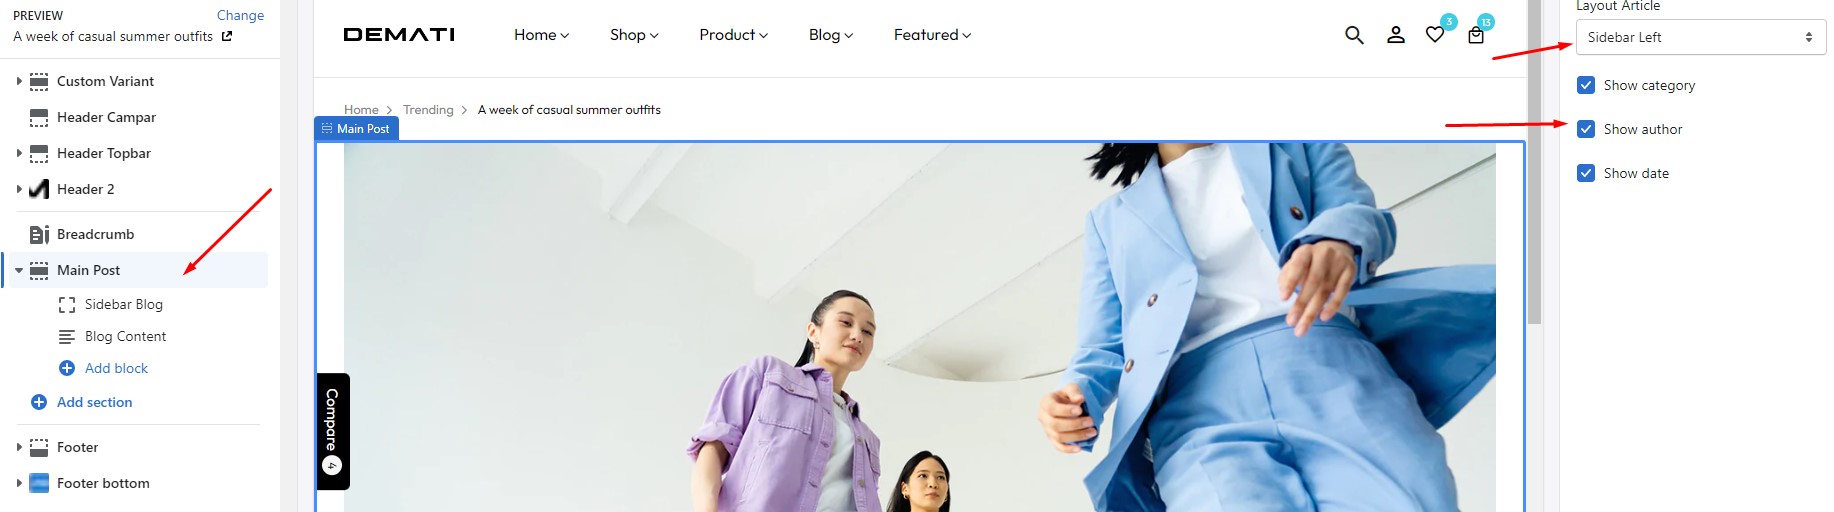 PREVIEW
Change
A week of casual summer outfits
Custom Variant
Header Campar
Header Topbar
Header 2
Breadcrumb
Main Post
Sidebar Blog
Blog Content
Add block
Add section
Footer
Footer bottom
DEMATI
Home
Shop
Product
Blog
Featured
3
13
Home > Trending > A week of casual summer outfits
Main Post
Compare 4
Layout Article
Sidebar Left
Show category
Show author
Show date